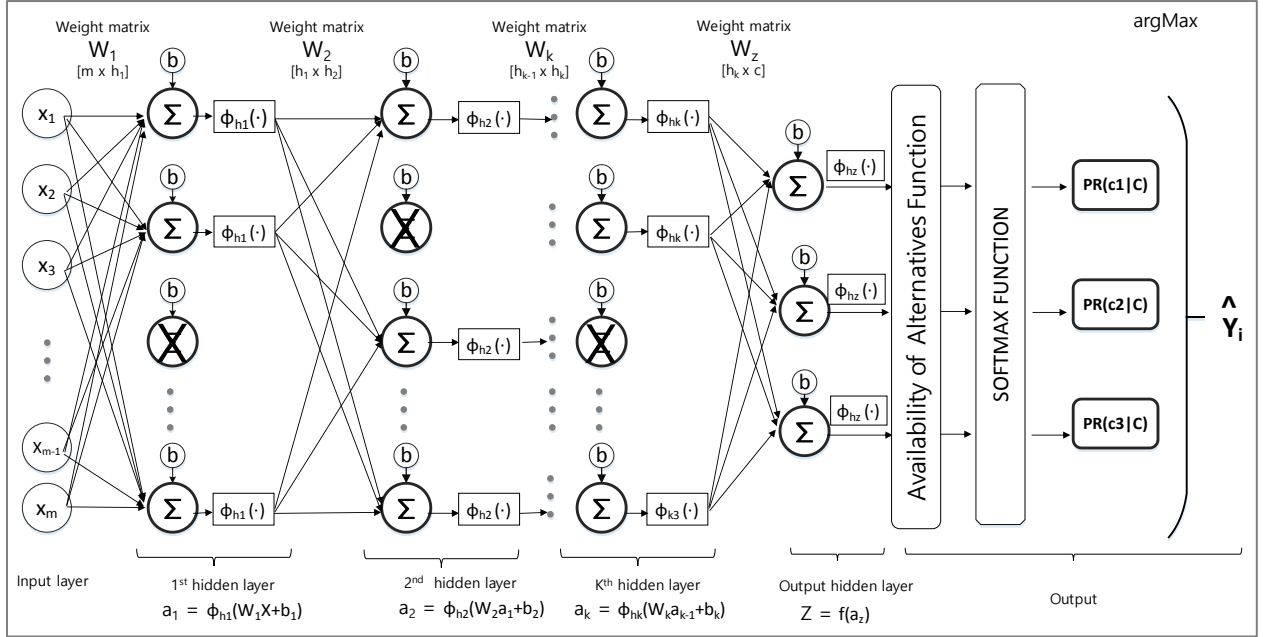 Weight matrix
W1
[m x h1]
Weight matrix
W2
[h1 x h2]
Weight matrix
Wk
[hk-1 x hk]
Weight matrix
Wz
[hk x c]
argMax
b
b
b
x1
Σ
ϕh1(·)
Σ
ϕh2(·)
Σ
ϕhk(·)
b
b
b
b
x2
Σ
ϕh1(·)
Σ
Σ
ϕhk(·)
Σ
ϕhz(·)
PR(c1|C)
x3
b
b
b
b
Σ
Σ
ϕh2(·)
Σ
Σ
ϕhz(·)
PR(c2|C)
Availability of Alternatives Function
SOFTMAX FUNCTION
Ŷi
b
Σ
ϕhz(·)
PR(c3|C)
xm-1
b
b
b
xm
Σ
ϕh1(·)
Σ
ϕh2(·)
Σ
ϕk3(·)
Input layer
1st hidden layer
a1 = ϕh1(W1X+b1)
2nd hidden layer
a2 = ϕh2(W2a1+b2)
Kth hidden layer
ak = ϕhk(Wkak-1+bk)
Output hidden layer
Z = f(az)
Output